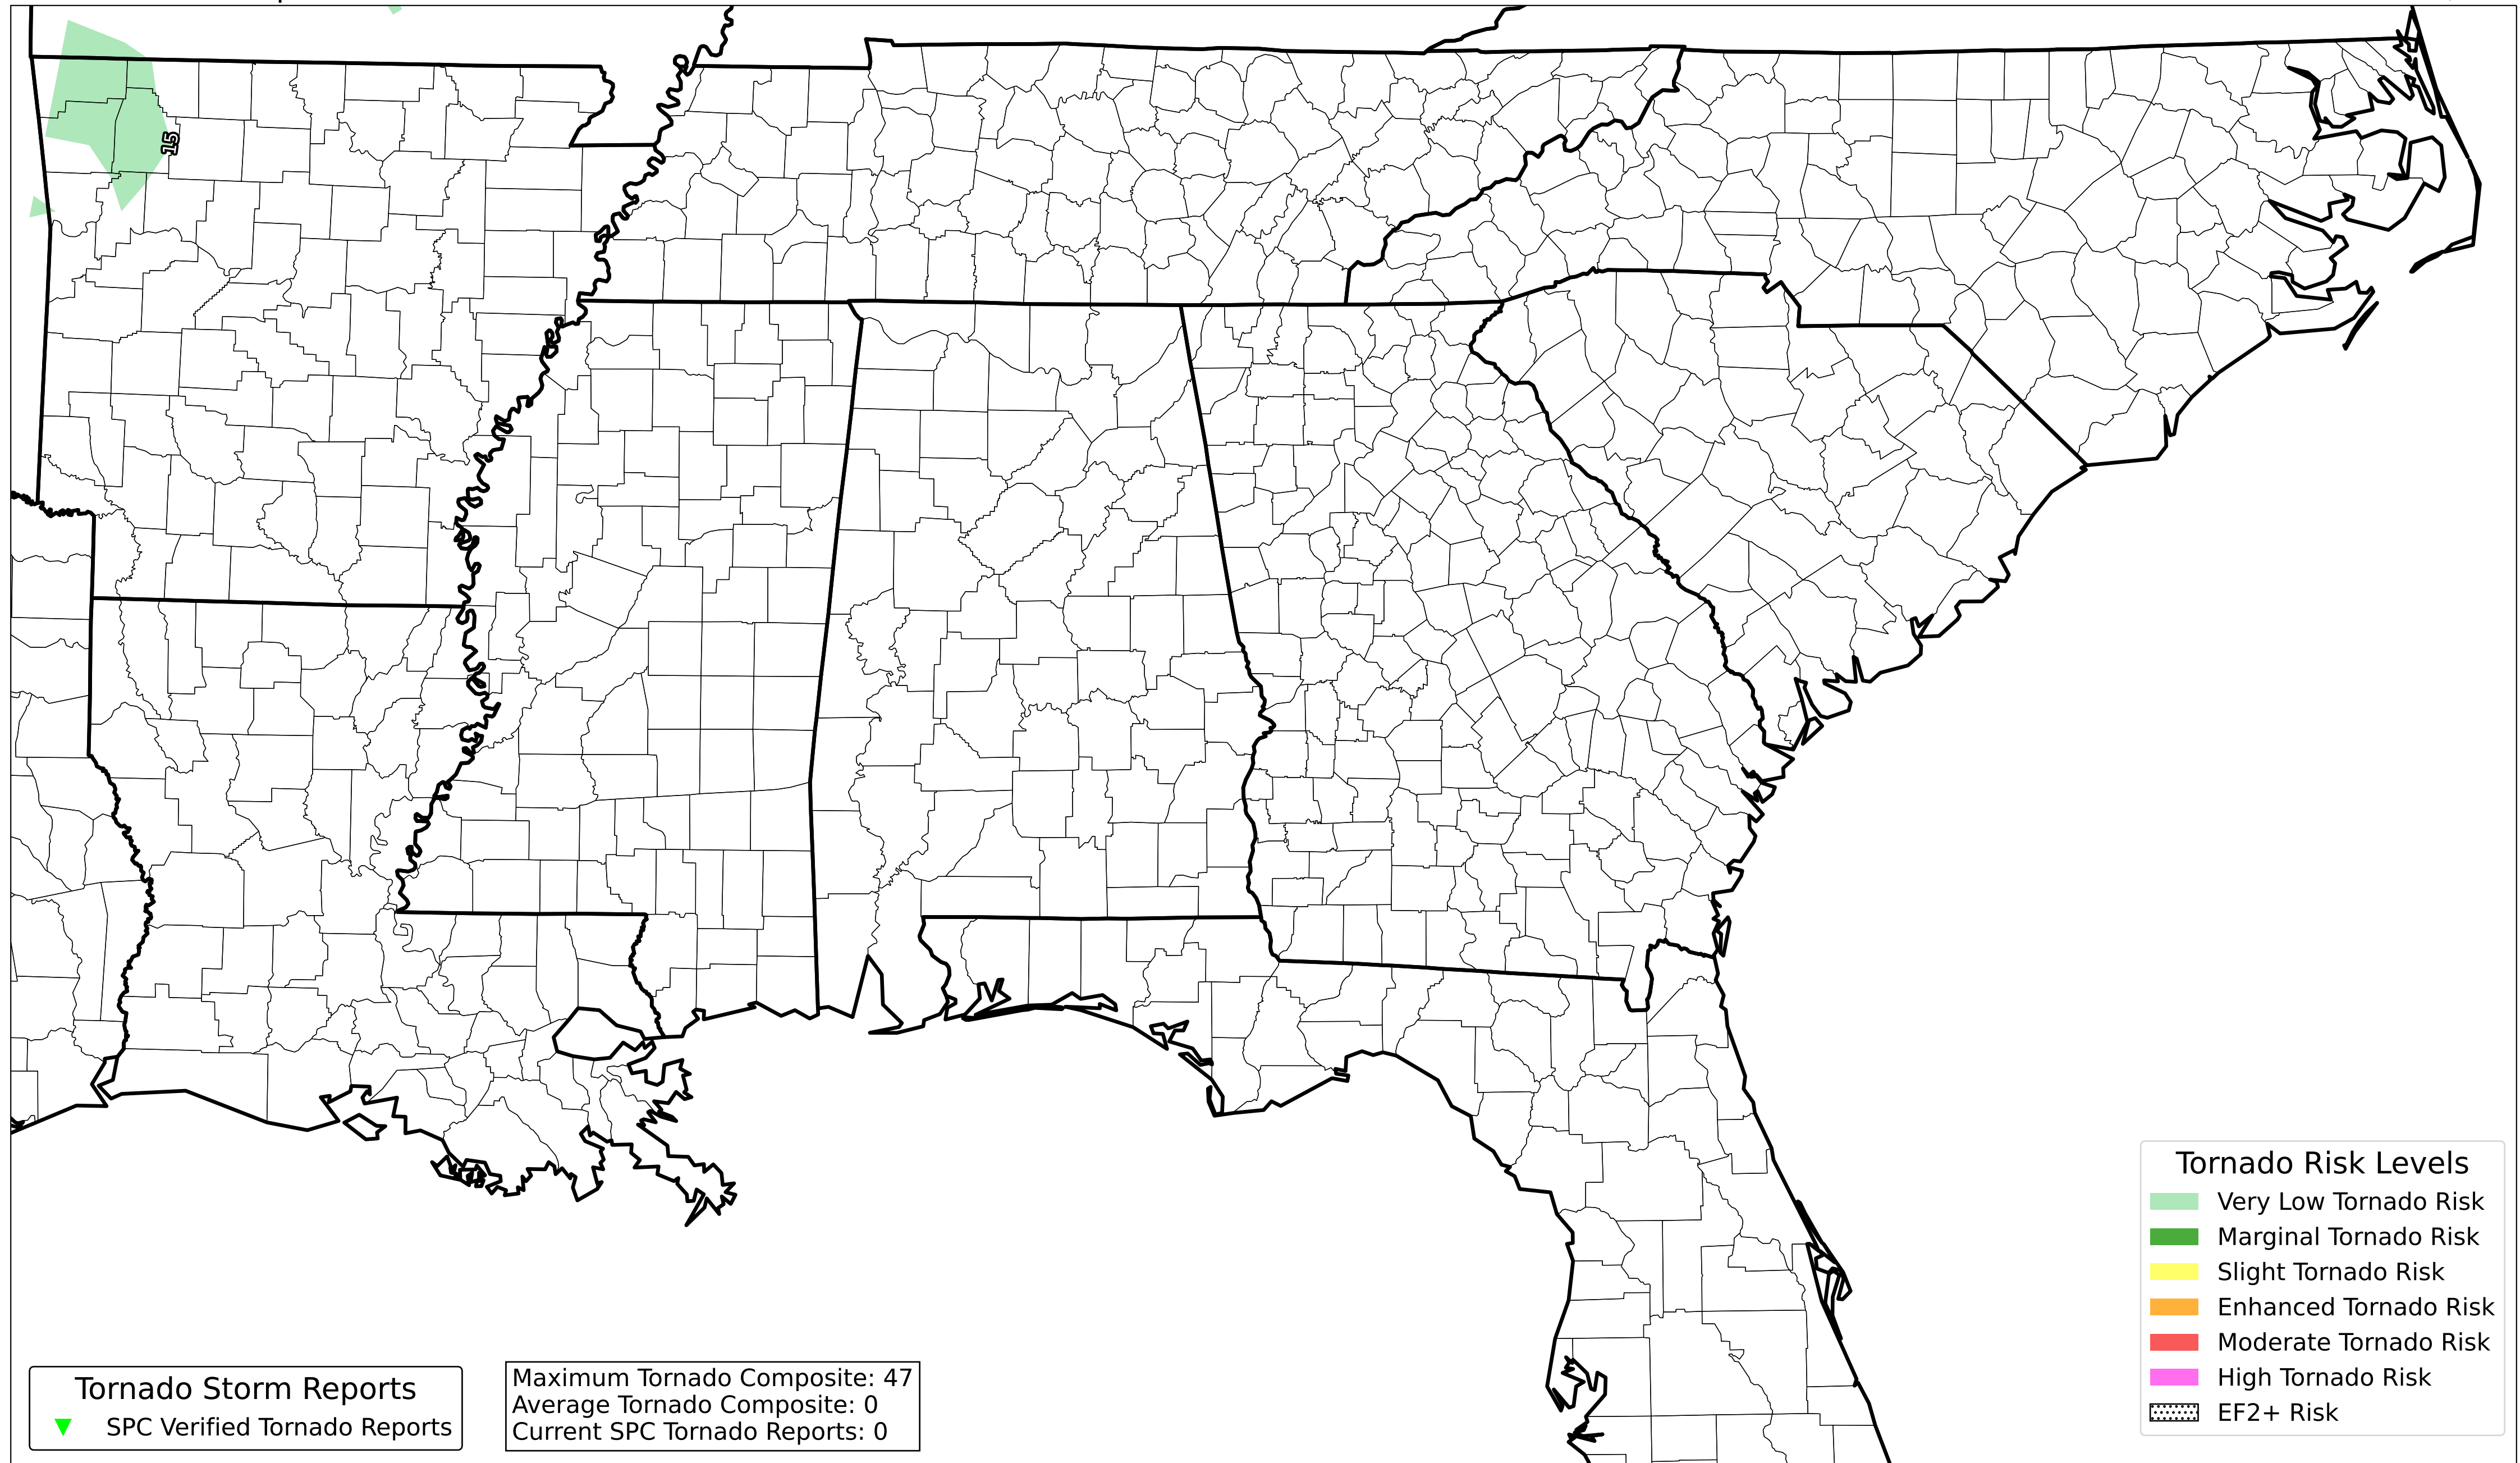 15
Tornado Risk Levels
Very Low Tornado Risk
Marginal Tornado Risk
Slight Tornado Risk
Enhanced Tornado Risk
Moderate Tornado Risk
High Tornado Risk
EF2+ Risk
Tornado Storm Reports
SPC Verified Tornado Reports
Maximum Tornado Composite: 47
Average Tornado Composite: 0
Current SPC Tornado Reports: 0